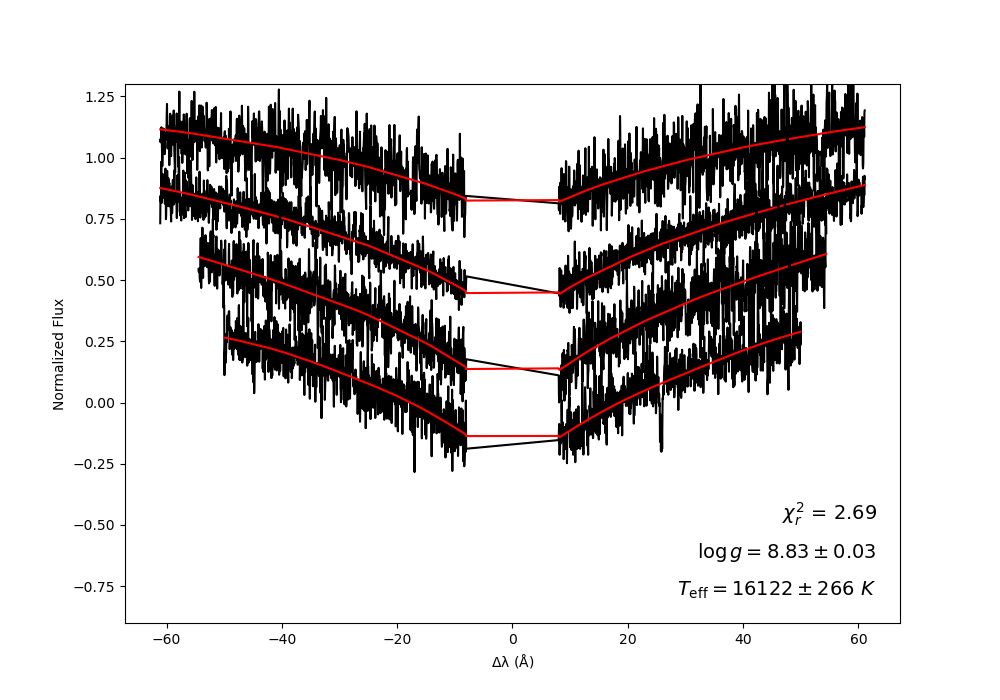 1.25
1.00
0.75
0.50
0.25
0.00
−0.25
−0.50
−0.75
Normalized Flux
χ²ᵣ = 2.69
log g = 8.83 ± 0.03
T_eff = 16122 ± 266 K
−60 −40 −20 0 20 40 60
Δλ (Å)